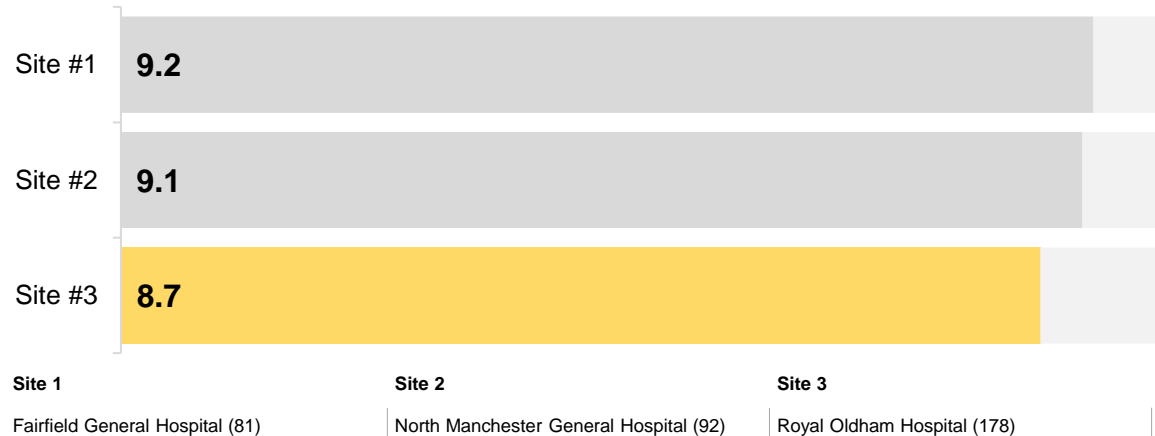 Site #1 9.2
Site #2 9.1
Site #3 8.7
Site 1 Site 2 Site 3
Fairfield General Hospital (81) North Manchester General Hospital (92) Royal Oldham Hospital (178)